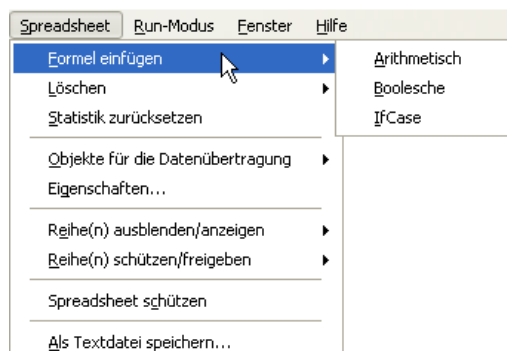 Spreadsheet Run-Modus Fenster Hilfe
Formel einfügen
Löschen
Statistik zurücksetzen
Objekte für die Datenübertragung
Eigenschaften...
Reihe(n) ausblenden/anzeigen
Reihe(n) schützen/freigeben
Spreadsheet schützen
Als Textdatei speichern...
Arithmetisch
Boolesche
IfCase